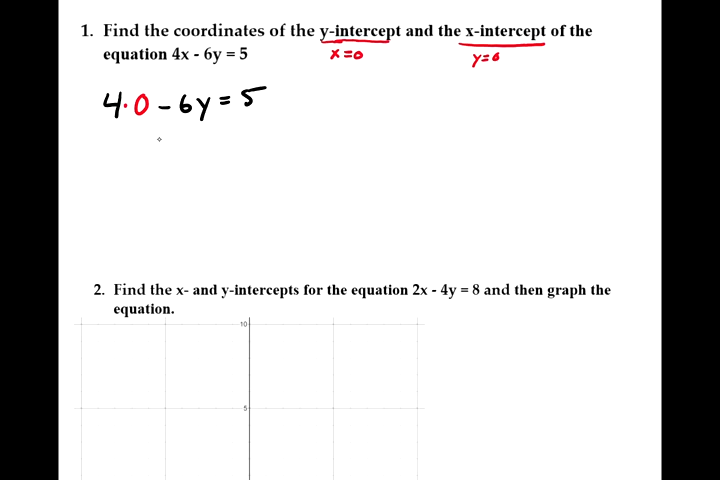 1. Find the coordinates of the y-intercept and the x-intercept of the
equation 4x - 6y = 5
x=0
y=0
4·0 - 6y = 5
2. Find the x- and y-intercepts for the equation 2x - 4y = 8 and then graph the
equation.
10
5